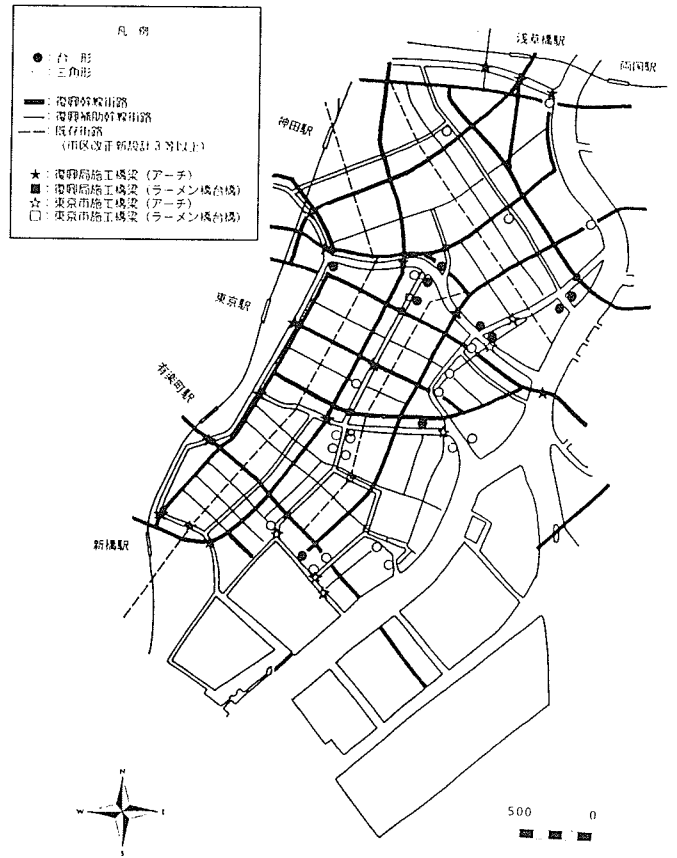 凡例
●：台形
：三角形
：復興幹線街路
：復興補助幹線街路
：既存街路
（市区改正新設計3等以上）
★：復興局施工橋梁（アーチ）
■：復興局施工橋梁（ラーメン橋台橋）
☆：東京市施工橋梁（アーチ）
□：東京市施工橋梁（ラーメン橋台橋）
浅草橋駅
両国駅
神田駅
東京駅
有楽町駅
新橋駅
N
W
E
S
500 0